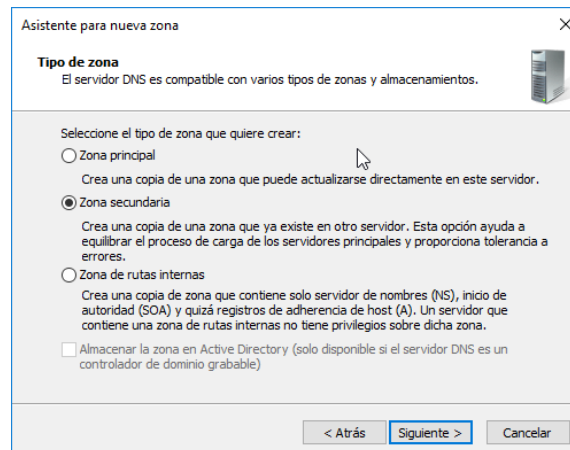 Asistente para nueva zona
Tipo de zona
El servidor DNS es compatible con varios tipos de zonas y almacenamientos.
Seleccione el tipo de zona que quiere crear:
Zona principal
Crea una copia de una zona que puede actualizarse directamente en este servidor.
Zona secundaria
Crea una copia de una zona que ya existe en otro servidor. Esta opción ayuda a
equilibrar el proceso de carga de los servidores principales y proporciona tolerancia a
errores.
Zona de rutas internas
Crea una copia de zona que contiene solo servidor de nombres (NS), inicio de
autoridad (SOA) y quizá registros de adherencia de host (A). Un servidor que
contiene una zona de rutas internas no tiene privilegios sobre dicha zona.
Almacenar la zona en Active Directory (solo disponible si el servidor DNS es un
controlador de dominio grabable)
< Atrás Siguiente > Cancelar